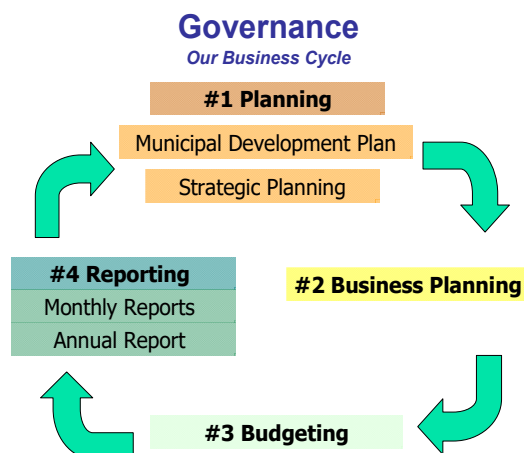 Governance
Our Business Cycle
#1 Planning
Municipal Development Plan
Strategic Planning
#2 Business Planning
#3 Budgeting
#4 Reporting
Monthly Reports
Annual Report